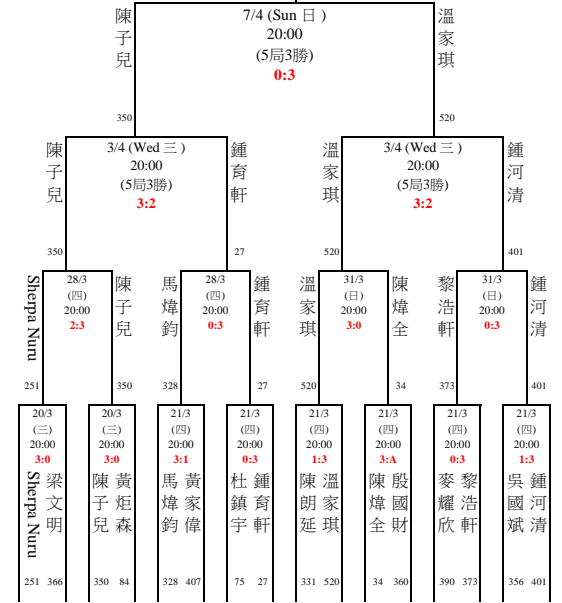 陳子兒
7/4 (Sun 日 )
20:00
(5局3勝)
0:3
溫家琪
350
520
陳子兒
3/4 (Wed 三 )
20:00
(5局3勝)
3:2
鍾育軒
溫家琪
3/4 (Wed 三 )
20:00
(5局3勝)
3:2
鍾河清
350
27
520
401
Sherpa Nuru
28/3
(四)
20:00
2:3
陳子兒
馬煒鈞
28/3
(四)
20:00
0:3
鍾育軒
溫家琪
31/3
(日)
20:00
3:0
陳煒全
黎浩軒
31/3
(日)
20:00
0:3
鍾河清
251
350
328
27
520
34
373
401
20/3
(三)
20:00
3:0
Sherpa Nuru
梁文明
20/3
(三)
20:00
3:0
陳子兒
黃炬森
21/3
(四)
20:00
3:1
馬煒鈞
黃家偉
21/3
(四)
20:00
0:3
杜鎮宇
鍾育軒
21/3
(四)
20:00
1:3
陳朗延
溫家琪
21/3
(四)
20:00
3:A
陳煒全
殷國財
21/3
(四)
20:00
0:3
麥耀欣
黎浩軒
21/3
(四)
20:00
1:3
吳國斌
鍾河清
251 366
350 84
328 407
75 27
331 520
34 360
390 373
356 401